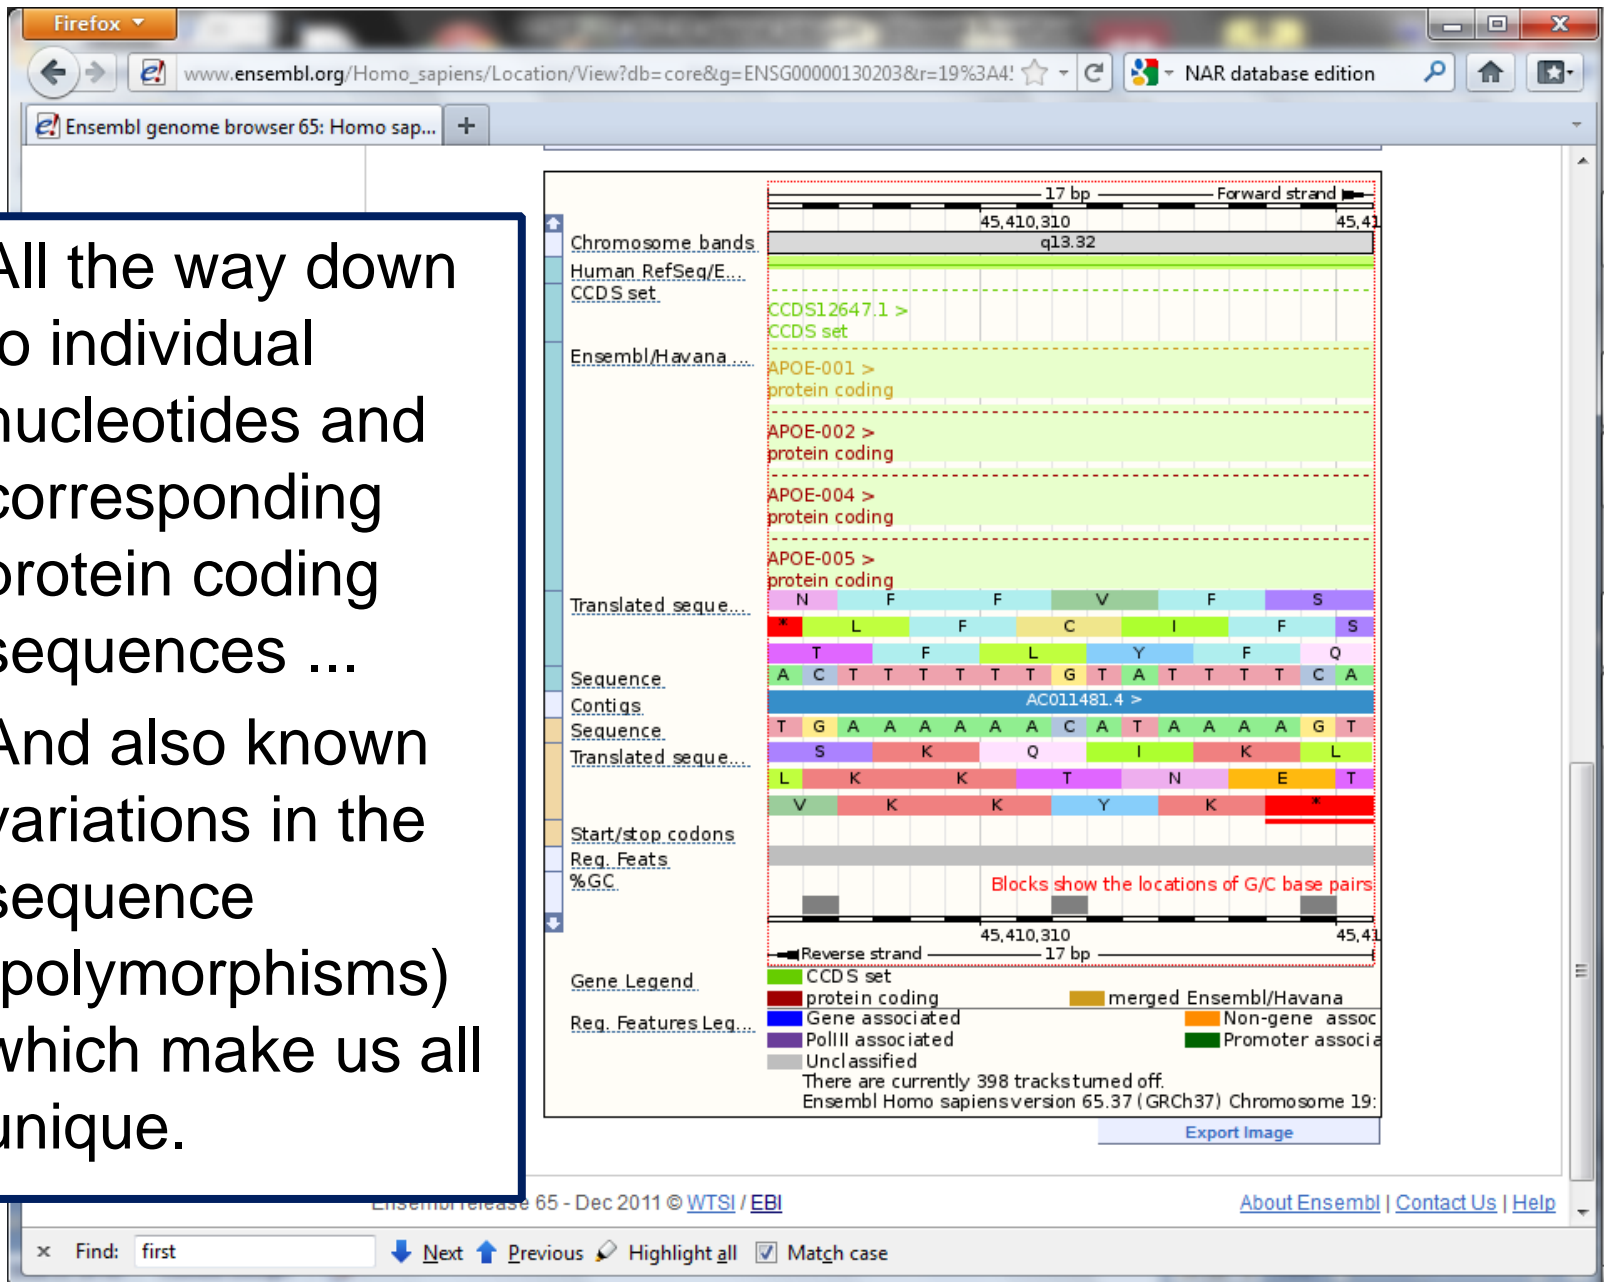 Firefox
www.ensembl.org/Homo_sapiens/Location/View?db=core&g=ENSG00000130203&r=19%3A4
NAR database edition
Ensembl genome browser 65: Homo sap...
All the way down
to individual
nucleotides and
corresponding
protein coding
sequences ...
And also known
variations in the
sequence
(polymorphisms)
which make us all
unique.
17 bp Forward strand
45,410,310 45,41
Chromosome bands q13.32
Human RefSeq/E...
CCDS set
CCDS12647.1 >
CCDS set
Ensembl/Havana ...
APOE-001 >
protein coding
APOE-002 >
protein coding
APOE-004 >
protein coding
APOE-005 >
protein coding
Translated seque... N F F V F S
* L F C I F S
T F L Y F Q
Sequence A C T T T T T T G T A T T T T C A
Contigs AC011481.4 >
Sequence T G A A A A A A C A T A A A A G T
Translated seque... S K Q I K L
L K K T N E T
V K K Y K *
Start/stop codons
Reg. Feats
%GC Blocks show the locations of G/C base pairs
45,410,310 45,41
Reverse strand 17 bp
Gene Legend CCDS set
protein coding merged Ensembl/Havana
Reg. Features Leg... Gene associated Non-gene assoc
PolIII associated Promoter associa
Unclassified
There are currently 398 tracks turned off.
Ensembl Homo sapiens version 65.37 (GRCh37) Chromosome 19:
Export Image
Ensembl release 65 - Dec 2011 © WTSI / EBI About Ensembl | Contact Us | Help
× Find: first Next Previous Highlight all Match case